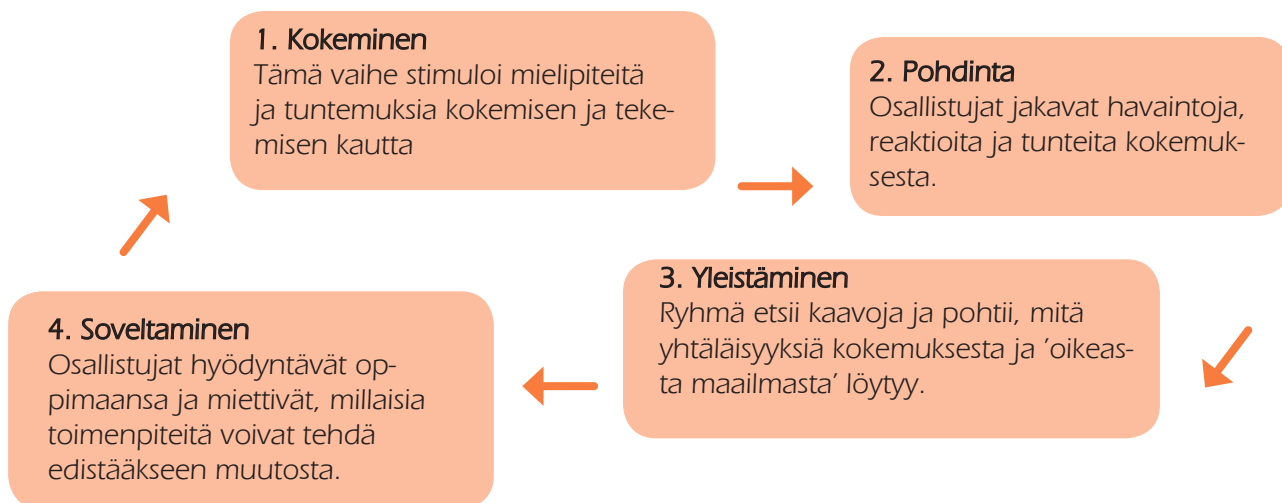 1. Kokeminen
Tämä vaihe stimuloi mielipiteitä
ja tuntemuksia kokemisen ja teke-
misen kautta
2. Pohdinta
Osallistujat jakavat havaintoja,
reaktioita ja tunteita kokemuk-
sesta.
3. Yleistäminen
Ryhmä etsii kaavoja ja pohtii, mitä
yhtäläisyyksiä kokemuksesta ja ’oikeas-
ta maailmasta’ löytyy.
4. Soveltaminen
Osallistujat hyödyntävät op-
pimaansa ja miettivät, millaisia
toimenpiteitä voivat tehdä
edistääkseen muutosta.